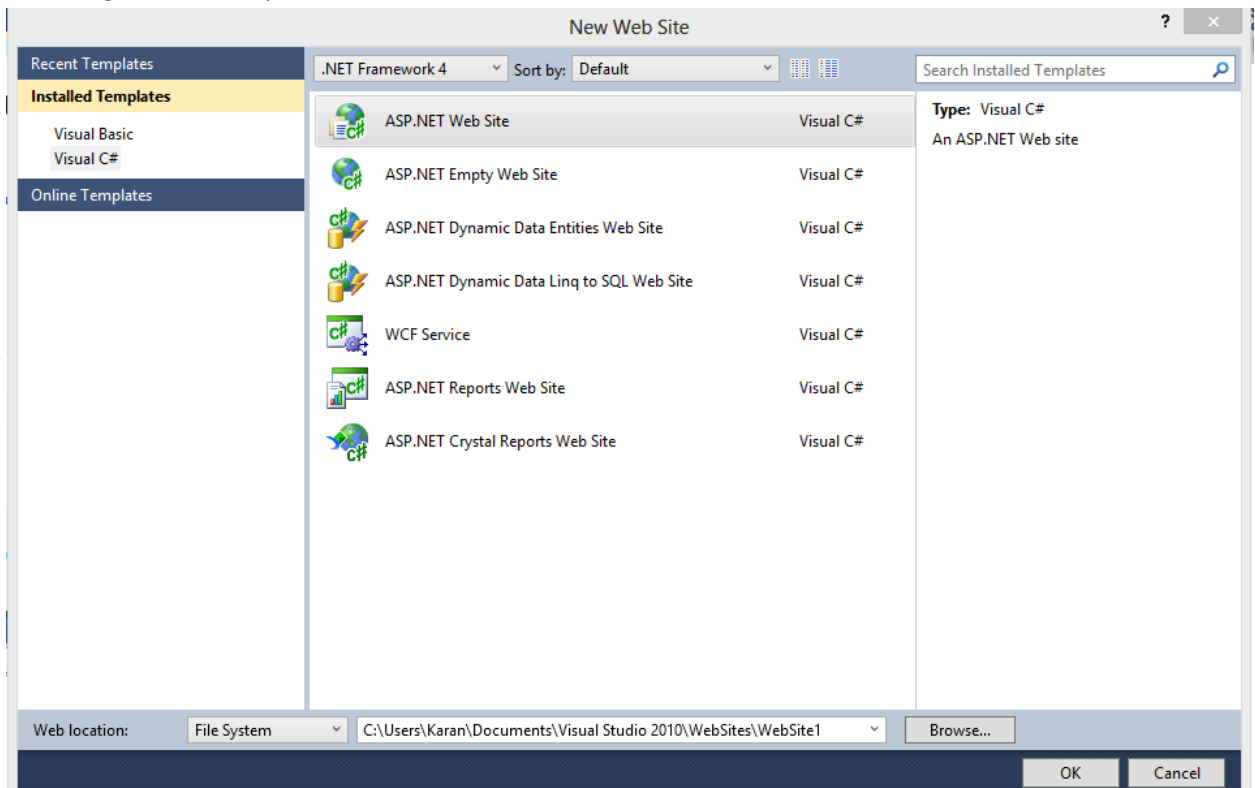 New Web Site
?
Recent Templates
.NET Framework 4 Sort by: Default
Search Installed Templates
Installed Templates
Visual Basic
Visual C#
Online Templates
ASP.NET Web Site Visual C#
ASP.NET Empty Web Site Visual C#
ASP.NET Dynamic Data Entities Web Site Visual C#
ASP.NET Dynamic Data Linq to SQL Web Site Visual C#
WCF Service Visual C#
ASP.NET Reports Web Site Visual C#
ASP.NET Crystal Reports Web Site Visual C#
Type: Visual C#
An ASP.NET Web site
Web location: File System C:\Users\Karan\Documents\Visual Studio 2010\WebSites\WebSite1 Browse...
OK Cancel